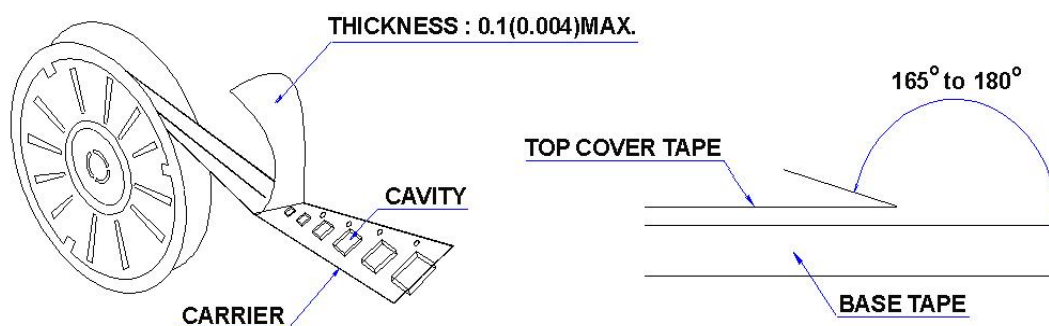 THICKNESS : 0.1(0.004)MAX.
CAVITY
CARRIER
165° to 180°
TOP COVER TAPE
BASE TAPE